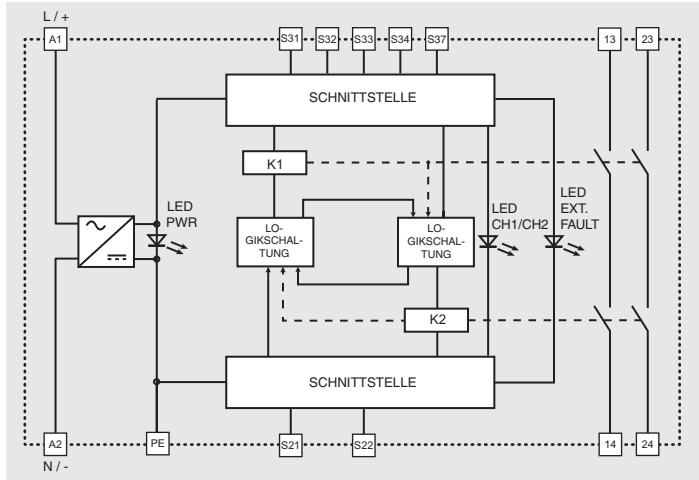 L / +
A1
S31
S32
S33
S34
S37
13
23
SCHNITTSTELLE
K1
LED
PWR
LO-
GIKSCHAL-
TUNG
LO-
GIKSCHAL-
TUNG
LED
CH1/CH2
LED
EXT.
FAULT
K2
SCHNITTSTELLE
A2
PE
S21
S22
14
24
N / -